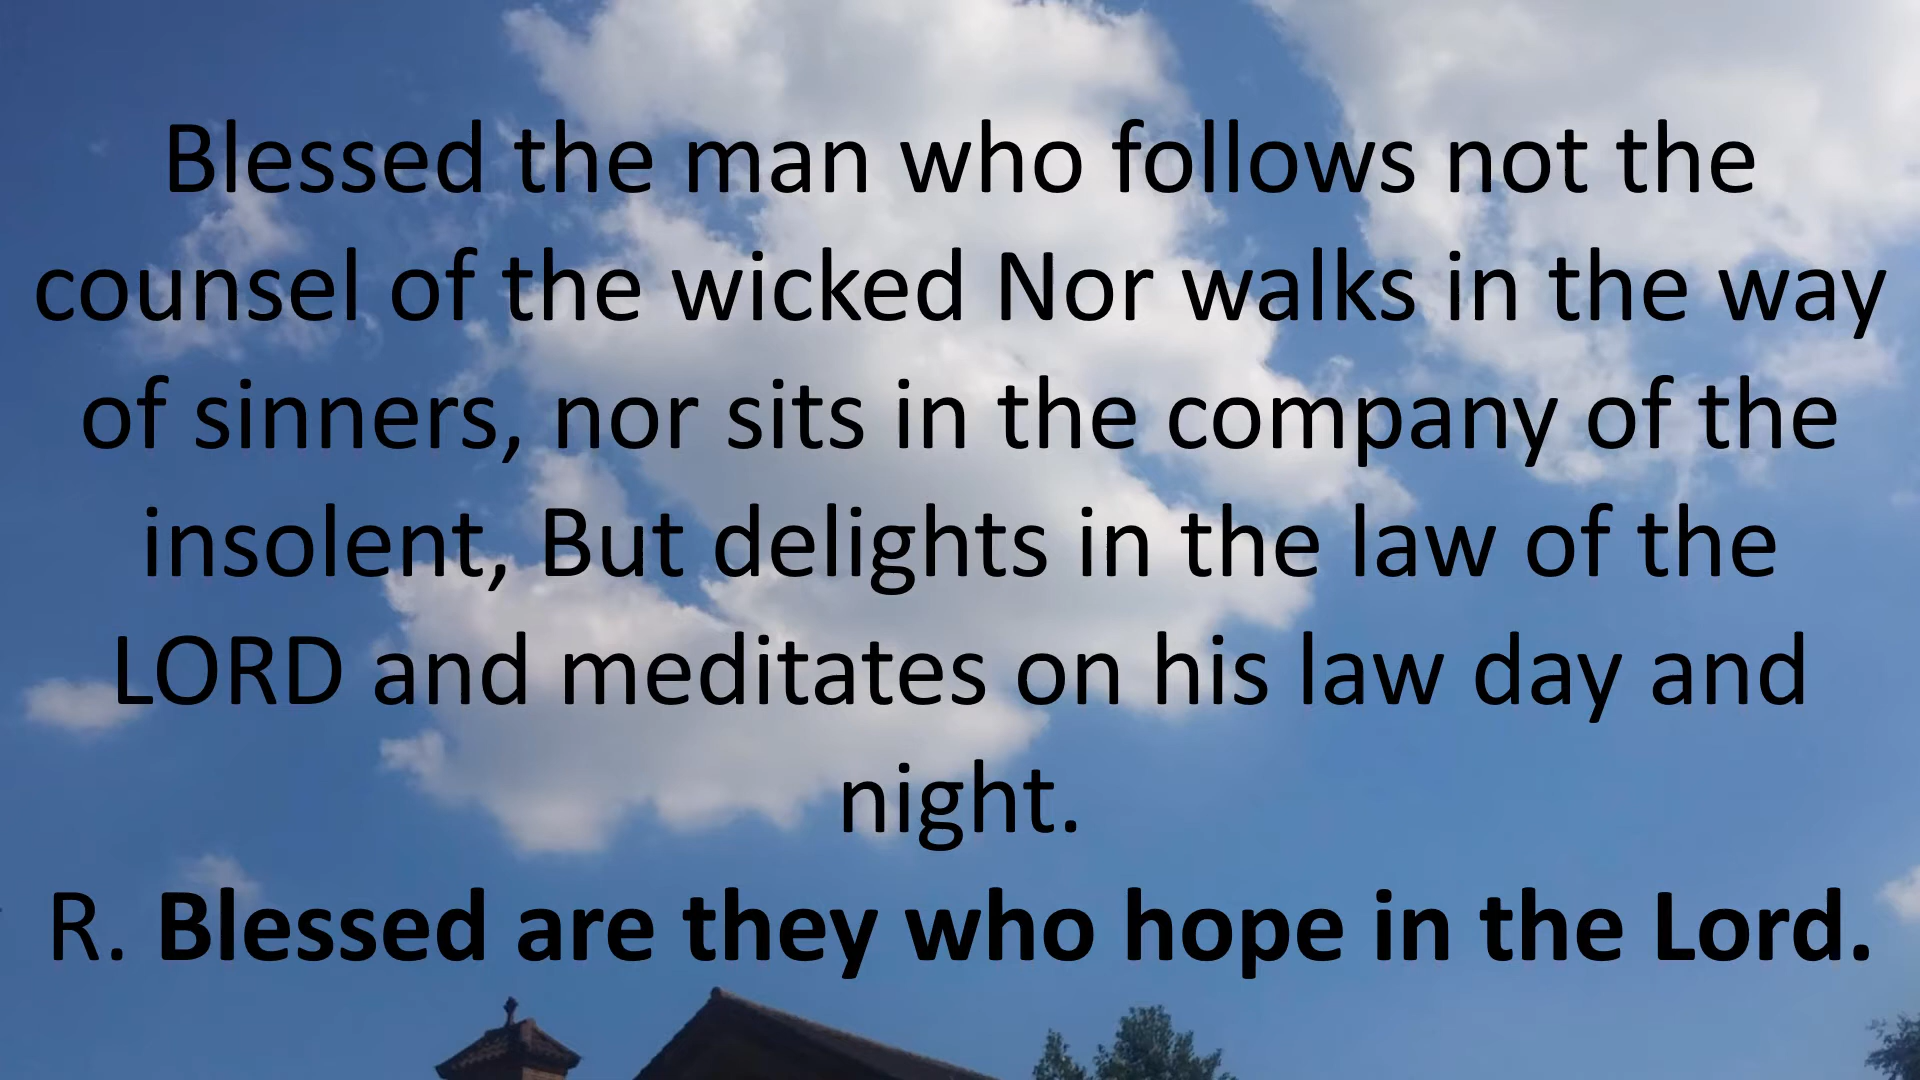 Blessed the man who follows not the
counsel of the wicked Nor walks in the way
of sinners, nor sits in the company of the
insolent, But delights in the law of the
LORD and meditates on his law day and
night.
R. Blessed are they who hope in the Lord.